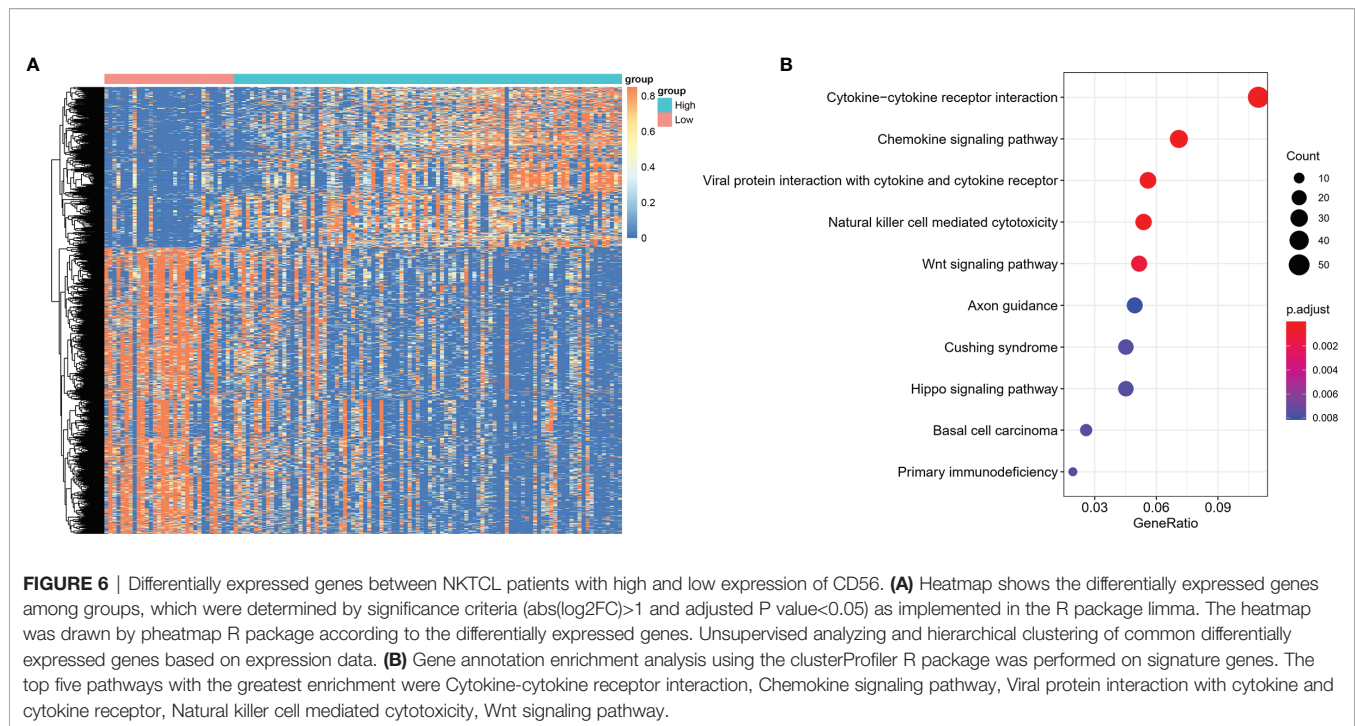 A
group
0.8
0.6
0.4
0.2
0
group
High
Low
B
Cytokine−cytokine receptor interaction
Chemokine signaling pathway
Viral protein interaction with cytokine and cytokine receptor
Natural killer cell mediated cytotoxicity
Wnt signaling pathway
Axon guidance
Cushing syndrome
Hippo signaling pathway
Basal cell carcinoma
Primary immunodeficiency
0.03 0.06 0.09
GeneRatio
Count
10
20
30
40
50
p.adjust
0.002
0.004
0.006
0.008
FIGURE 6 | Differentially expressed genes between NKTCL patients with high and low expression of CD56. (A) Heatmap shows the differentially expressed genes
among groups, which were determined by significance criteria (abs(log2FC)>1 and adjusted P value<0.05) as implemented in the R package limma. The heatmap
was drawn by pheatmap R package according to the differentially expressed genes. Unsupervised analyzing and hierarchical clustering of common differentially
expressed genes based on expression data. (B) Gene annotation enrichment analysis using the clusterProfiler R package was performed on signature genes. The
top five pathways with the greatest enrichment were Cytokine-cytokine receptor interaction, Chemokine signaling pathway, Viral protein interaction with cytokine and
cytokine receptor, Natural killer cell mediated cytotoxicity, Wnt signaling pathway.